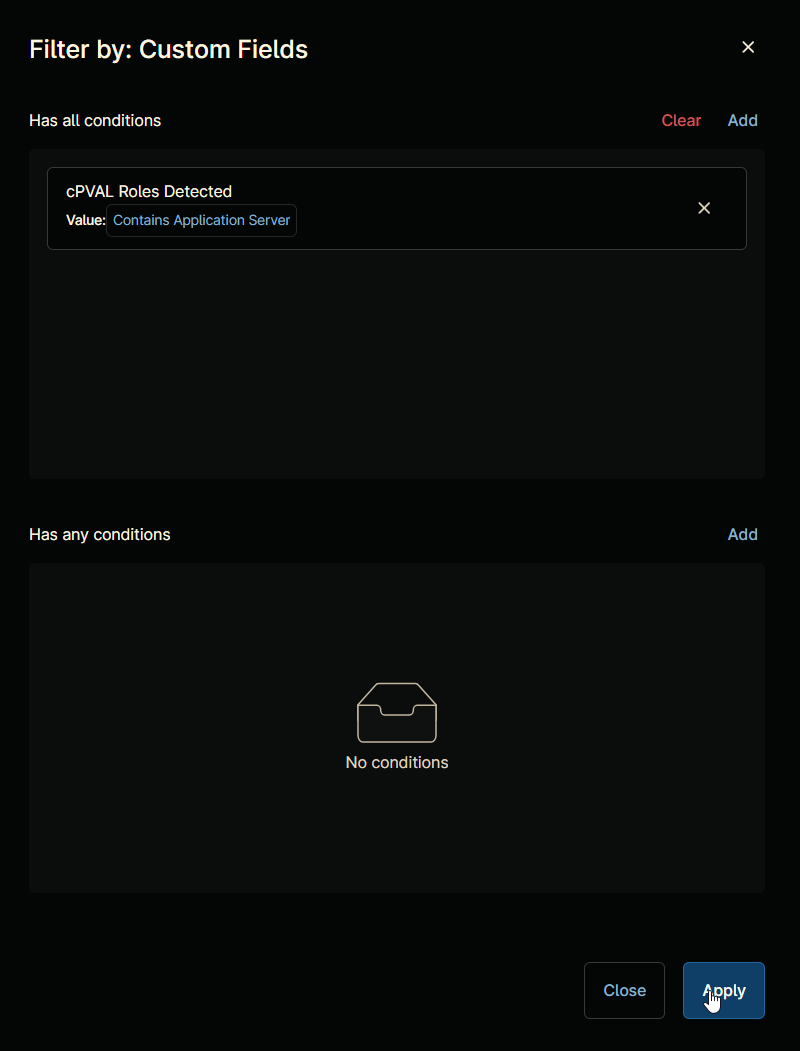 Filter by: Custom Fields
Has all conditions
Clear
Add
cPVAL Roles Detected
Value: Contains Application Server
Has any conditions
Add
No conditions
Close
Apply